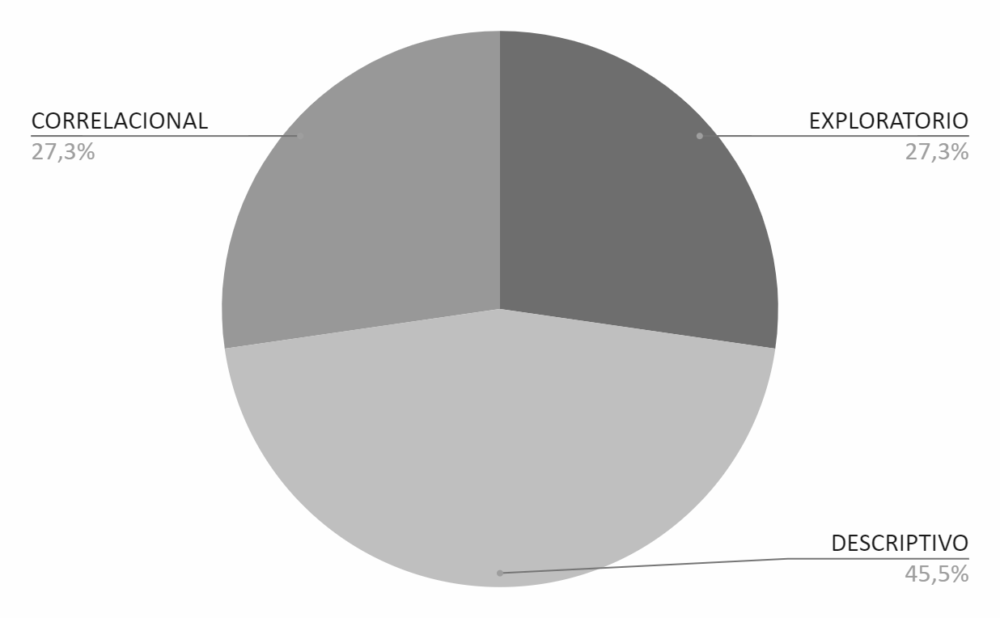 CORRELACIONAL
27,3%
EXPLORATORIO
27,3%
DESCRIPTIVO
45,5%